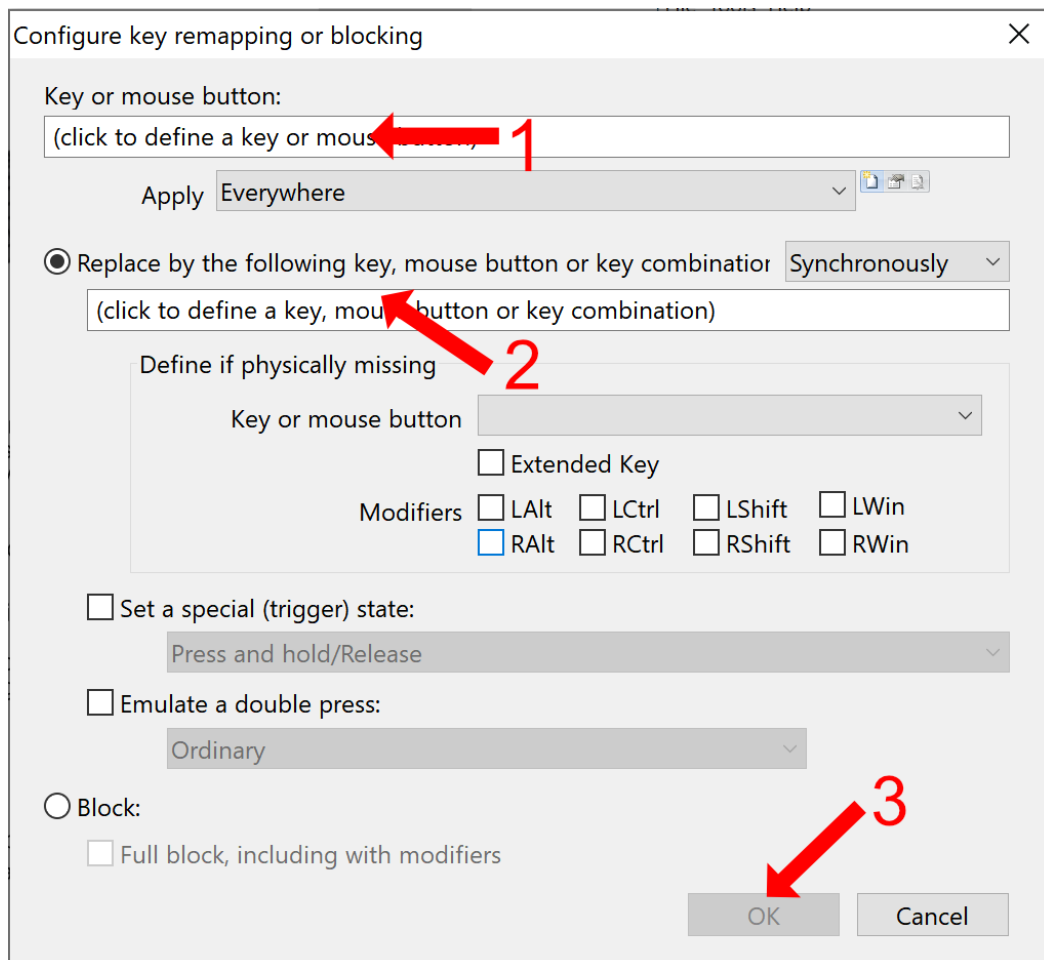 Configure key remapping or blocking
Key or mouse button:
(click to define a key or mouse button)
1
Apply Everywhere
Replace by the following key, mouse button or key combination Synchronously
(click to define a key, mouse button or key combination)
2
Define if physically missing
Key or mouse button
Extended Key
Modifiers LAlt LCtrl LShift LWin
RAlt RCtrl RShift RWin
Set a special (trigger) state:
Press and hold/Release
Emulate a double press:
Ordinary
3
Block:
Full block, including with modifiers
OK Cancel